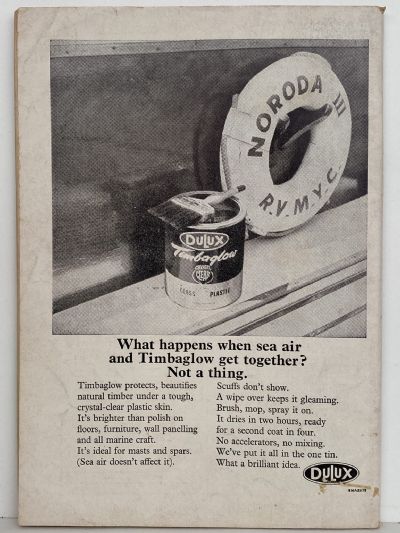 NORODA III
R.V.M.Y.C.
DULUX
Timbaglow
CLEAR
GLOSS PLASTIC
What happens when sea air
and Timbaglow get together?
Not a thing.
Timbaglow protects, beautifies
natural timber under a tough,
crystal-clear plastic skin.
It's brighter than polish on
floors, furniture, wall panelling
and all marine craft.
It's ideal for masts and spars.
(Sea air doesn't affect it).
Scuffs don't show.
A wipe over keeps it gleaming.
Brush, mop, spray it on.
It dries in two hours, ready
for a second coat in four.
No accelerators, no mixing.
We've put it all in the one tin.
What a brilliant idea.
DULUX